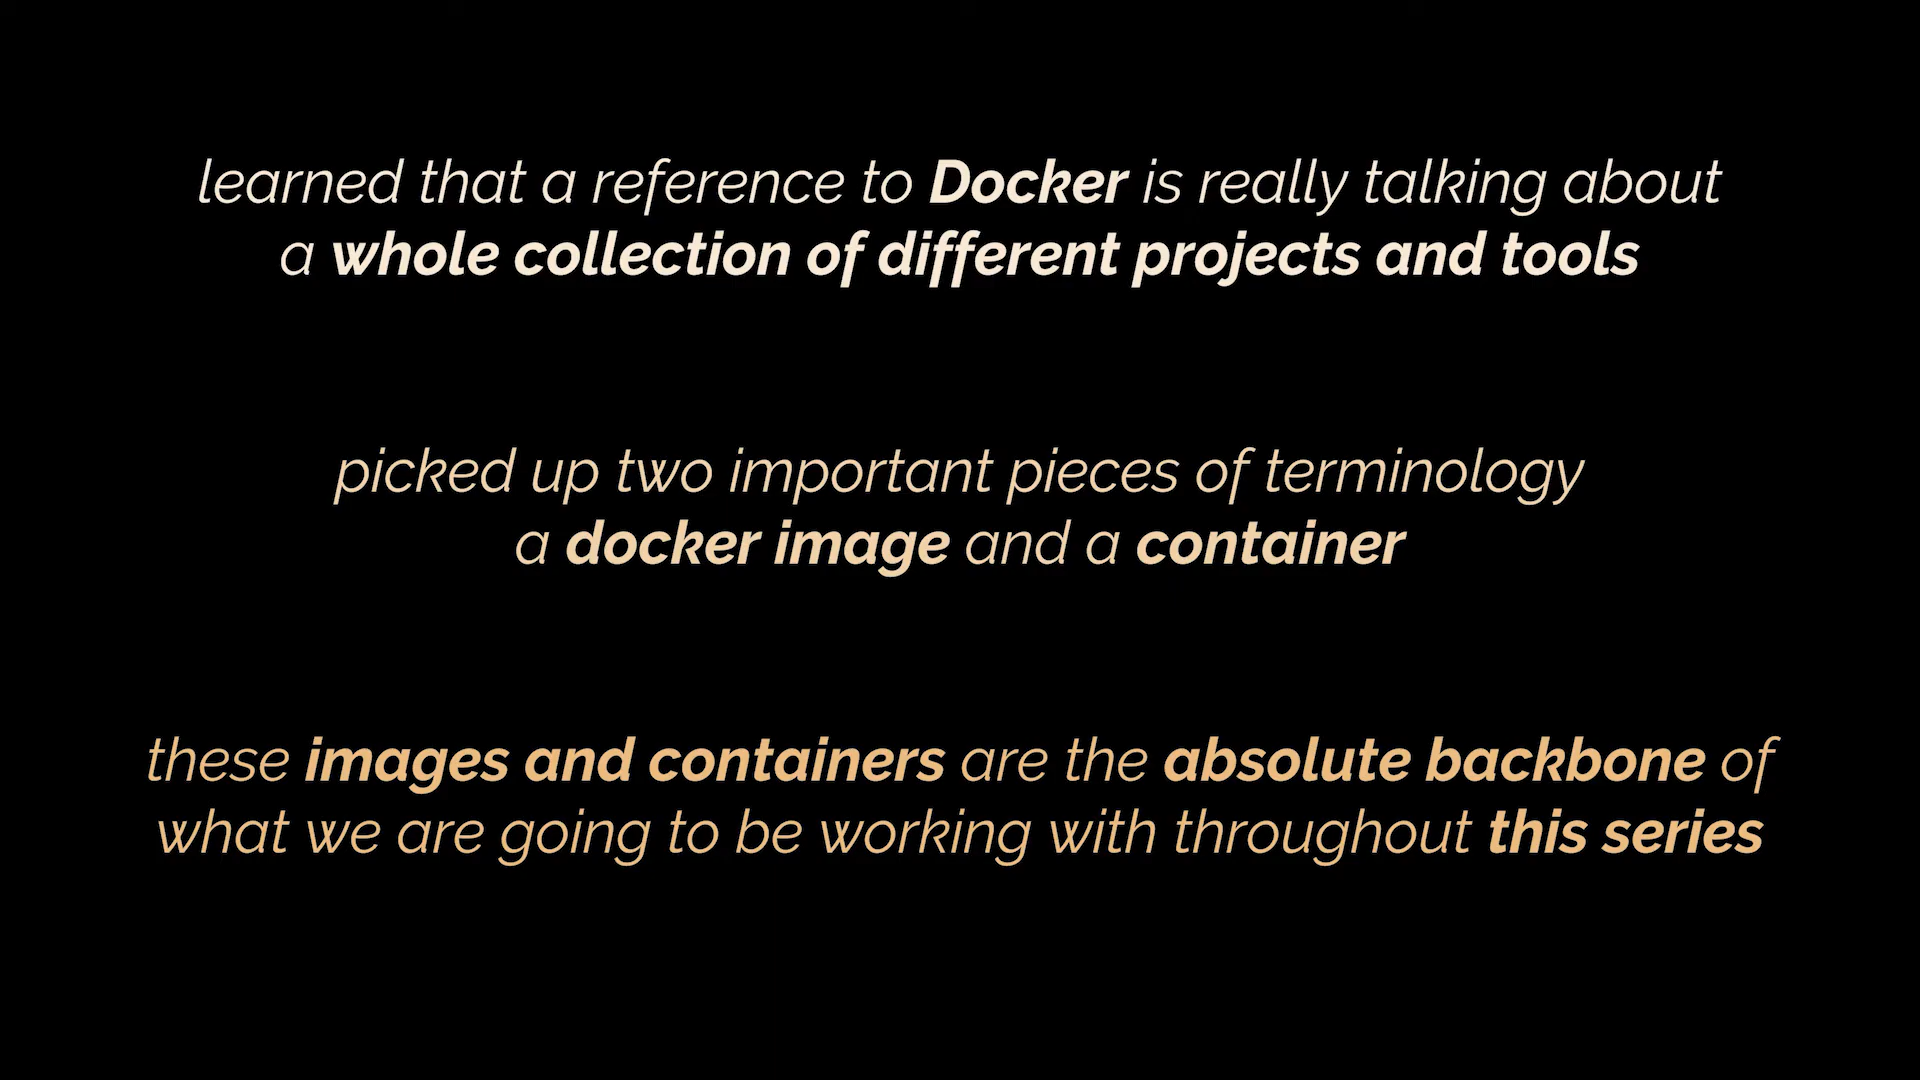 learned that a reference to Docker is really talking about
a whole collection of different projects and tools
picked up two important pieces of terminology
a docker image and a container
these images and containers are the absolute backbone of
what we are going to be working with throughout this series